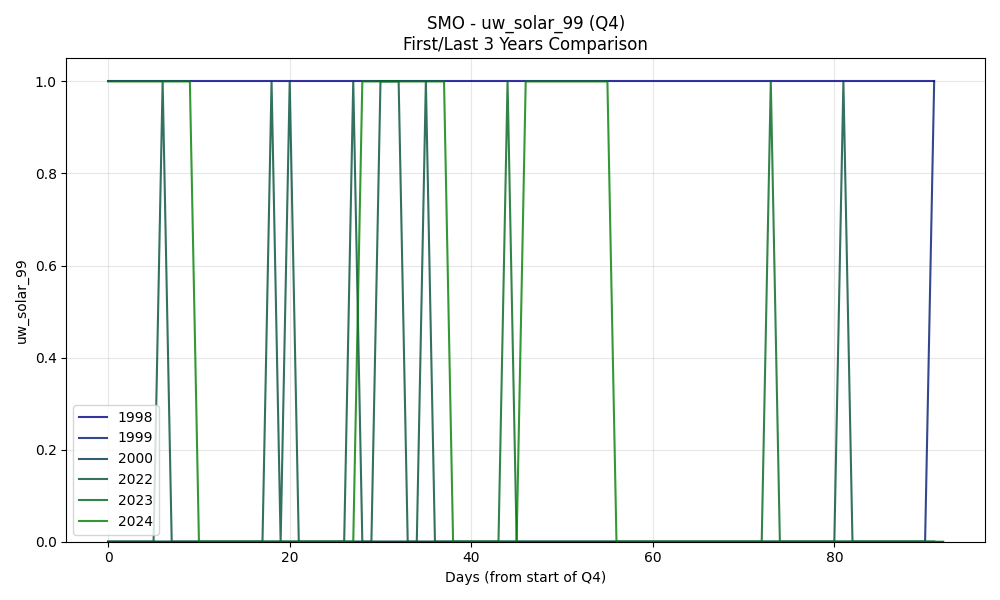 SMO - uw_solar_99 (Q4)
First/Last 3 Years Comparison
uw_solar_99
1.0
0.8
0.6
0.4
0.2
0.0
1998
1999
2000
2022
2023
2024
0 20 40 60 80
Days (from start of Q4)